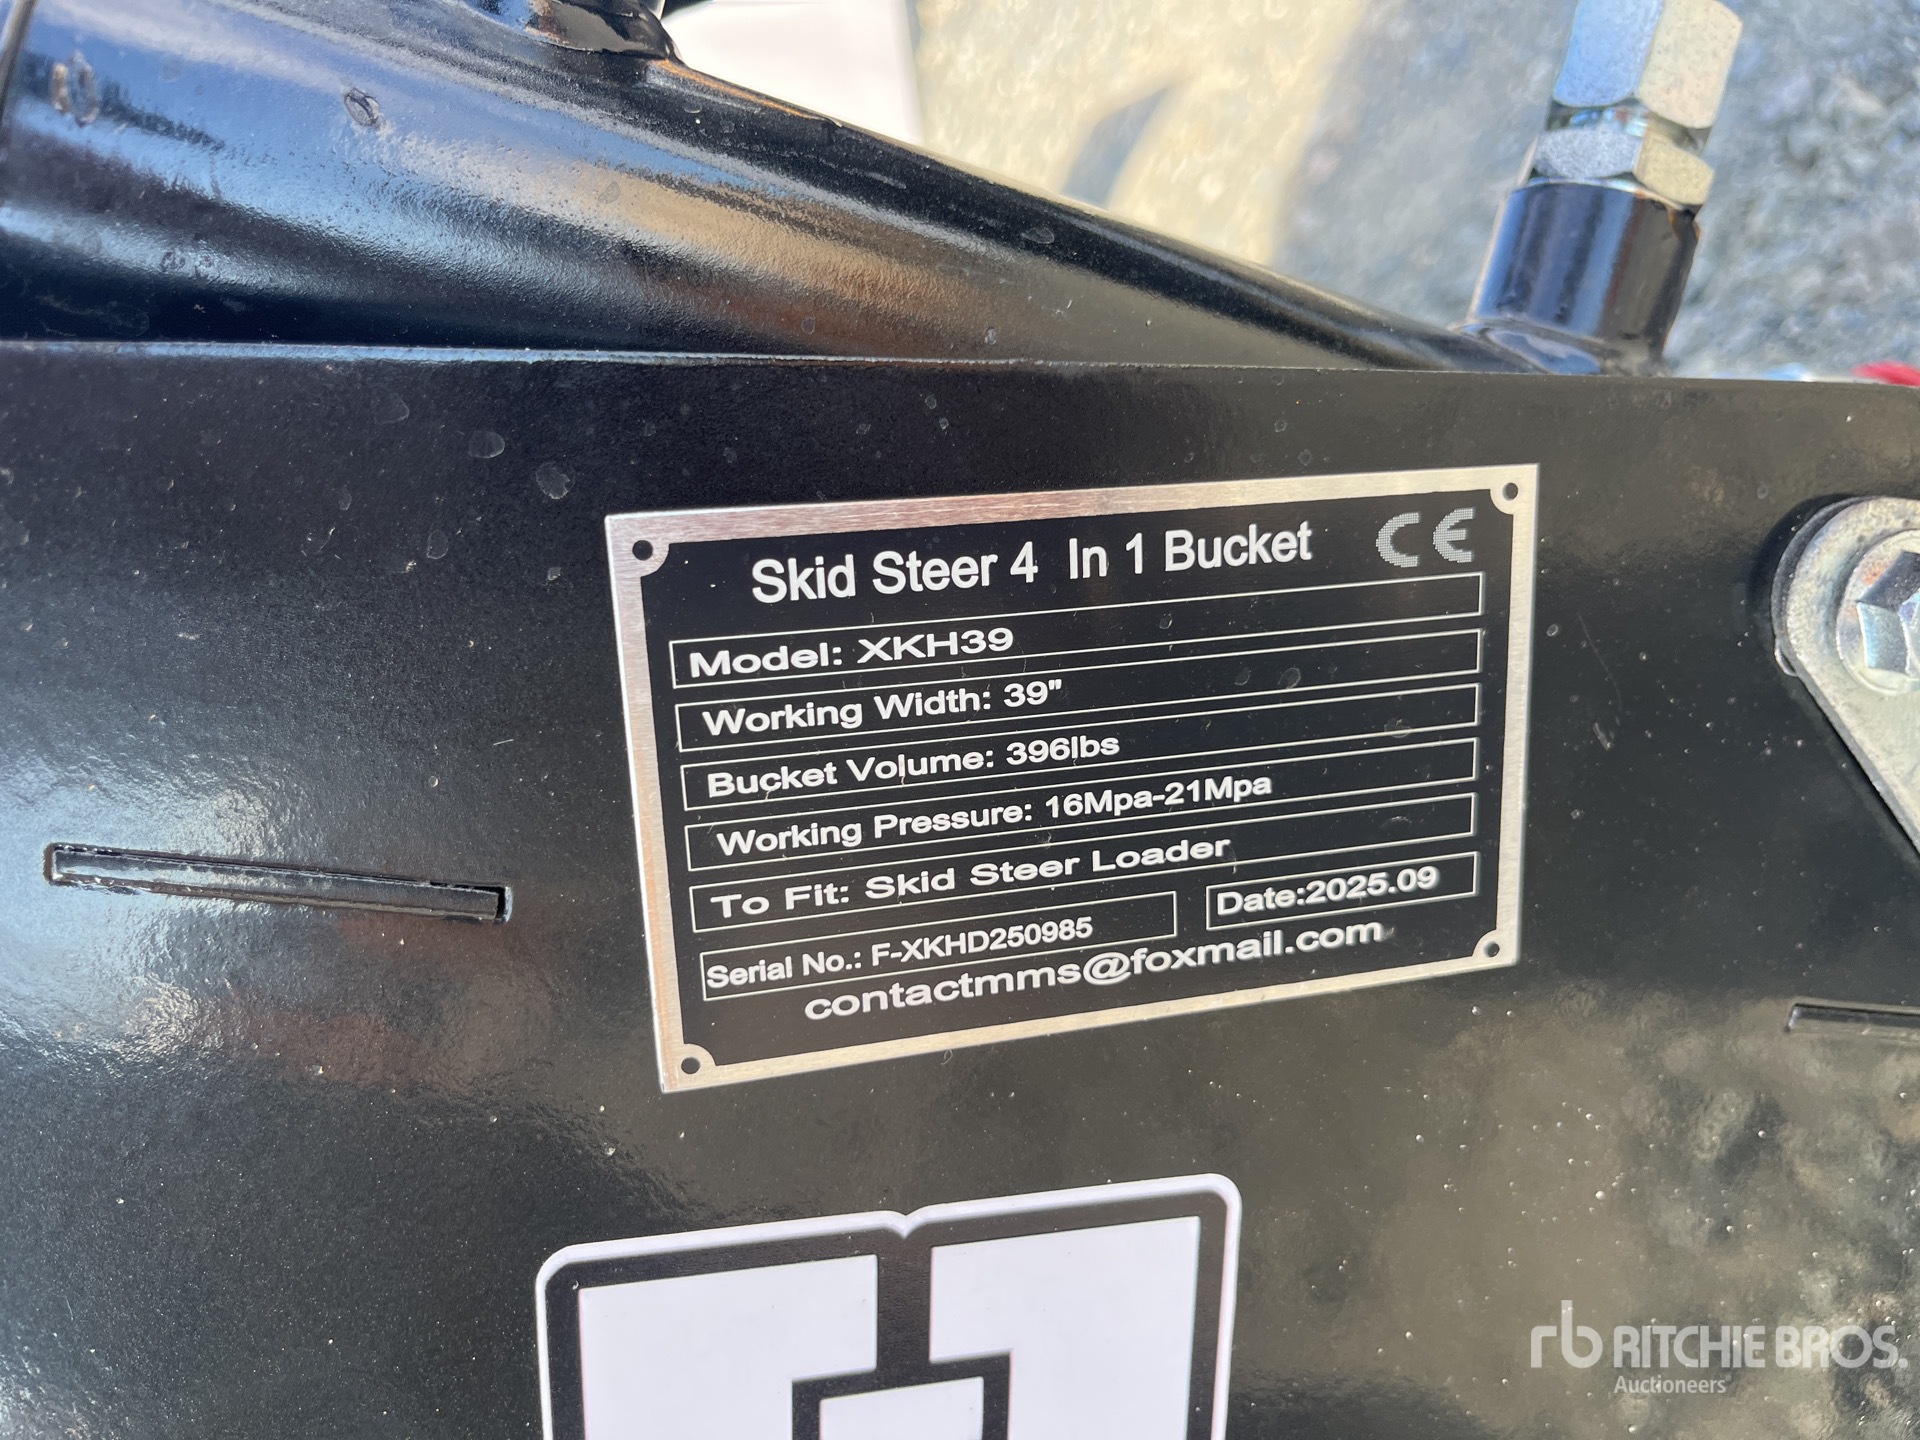 Skid Steer 4 In 1 Bucket CE
Model: XKH39
Working Width: 39"
Bucket Volume: 396lbs
Working Pressure: 16Mpa-21Mpa
To Fit: Skid Steer Loader
Serial No.: F-XKHD250985 Date:2025.09
contactmms@foxmail.com
rb RITCHIE BROS.
Auctioneers